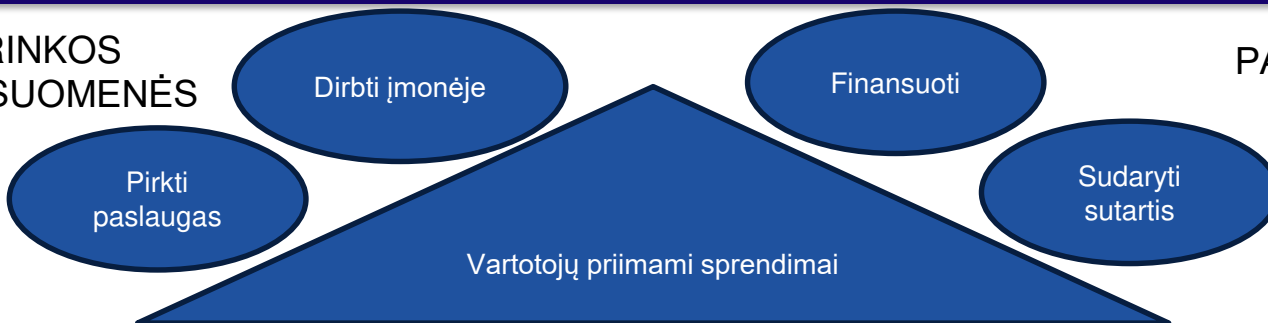 RINKOS
SUOMENĖS
Dirbti įmonėje
Finansuoti
PA
Pirkti
paslaugas
Sudaryti
sutartis
Vartotojų priimami sprendimai